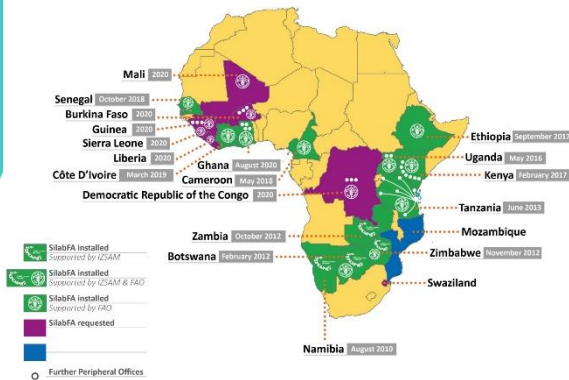 Mali 2020
Senegal October 2018
Burkina Faso 2020
Guinea 2020
Sierra Leone 2020
Liberia 2020
Côte D'Ivoire March 2019
Ghana August 2020
Cameroon May 2018
Democratic Republic of the Congo 2020
Ethiopia September 2017
Uganda May 2016
Kenya February 2017
Tanzania June 2013
Mozambique
Zambia October 2012
Zimbabwe November 2012
Botswana February 2012
Swaziland
Namibia August 2010
SilabFA installed
Supported by IZSAM
SilabFA installed
Supported by IZSAM & FAO
SilabFA installed
Supported by FAO
SilabFA requested
Further Peripheral Offices